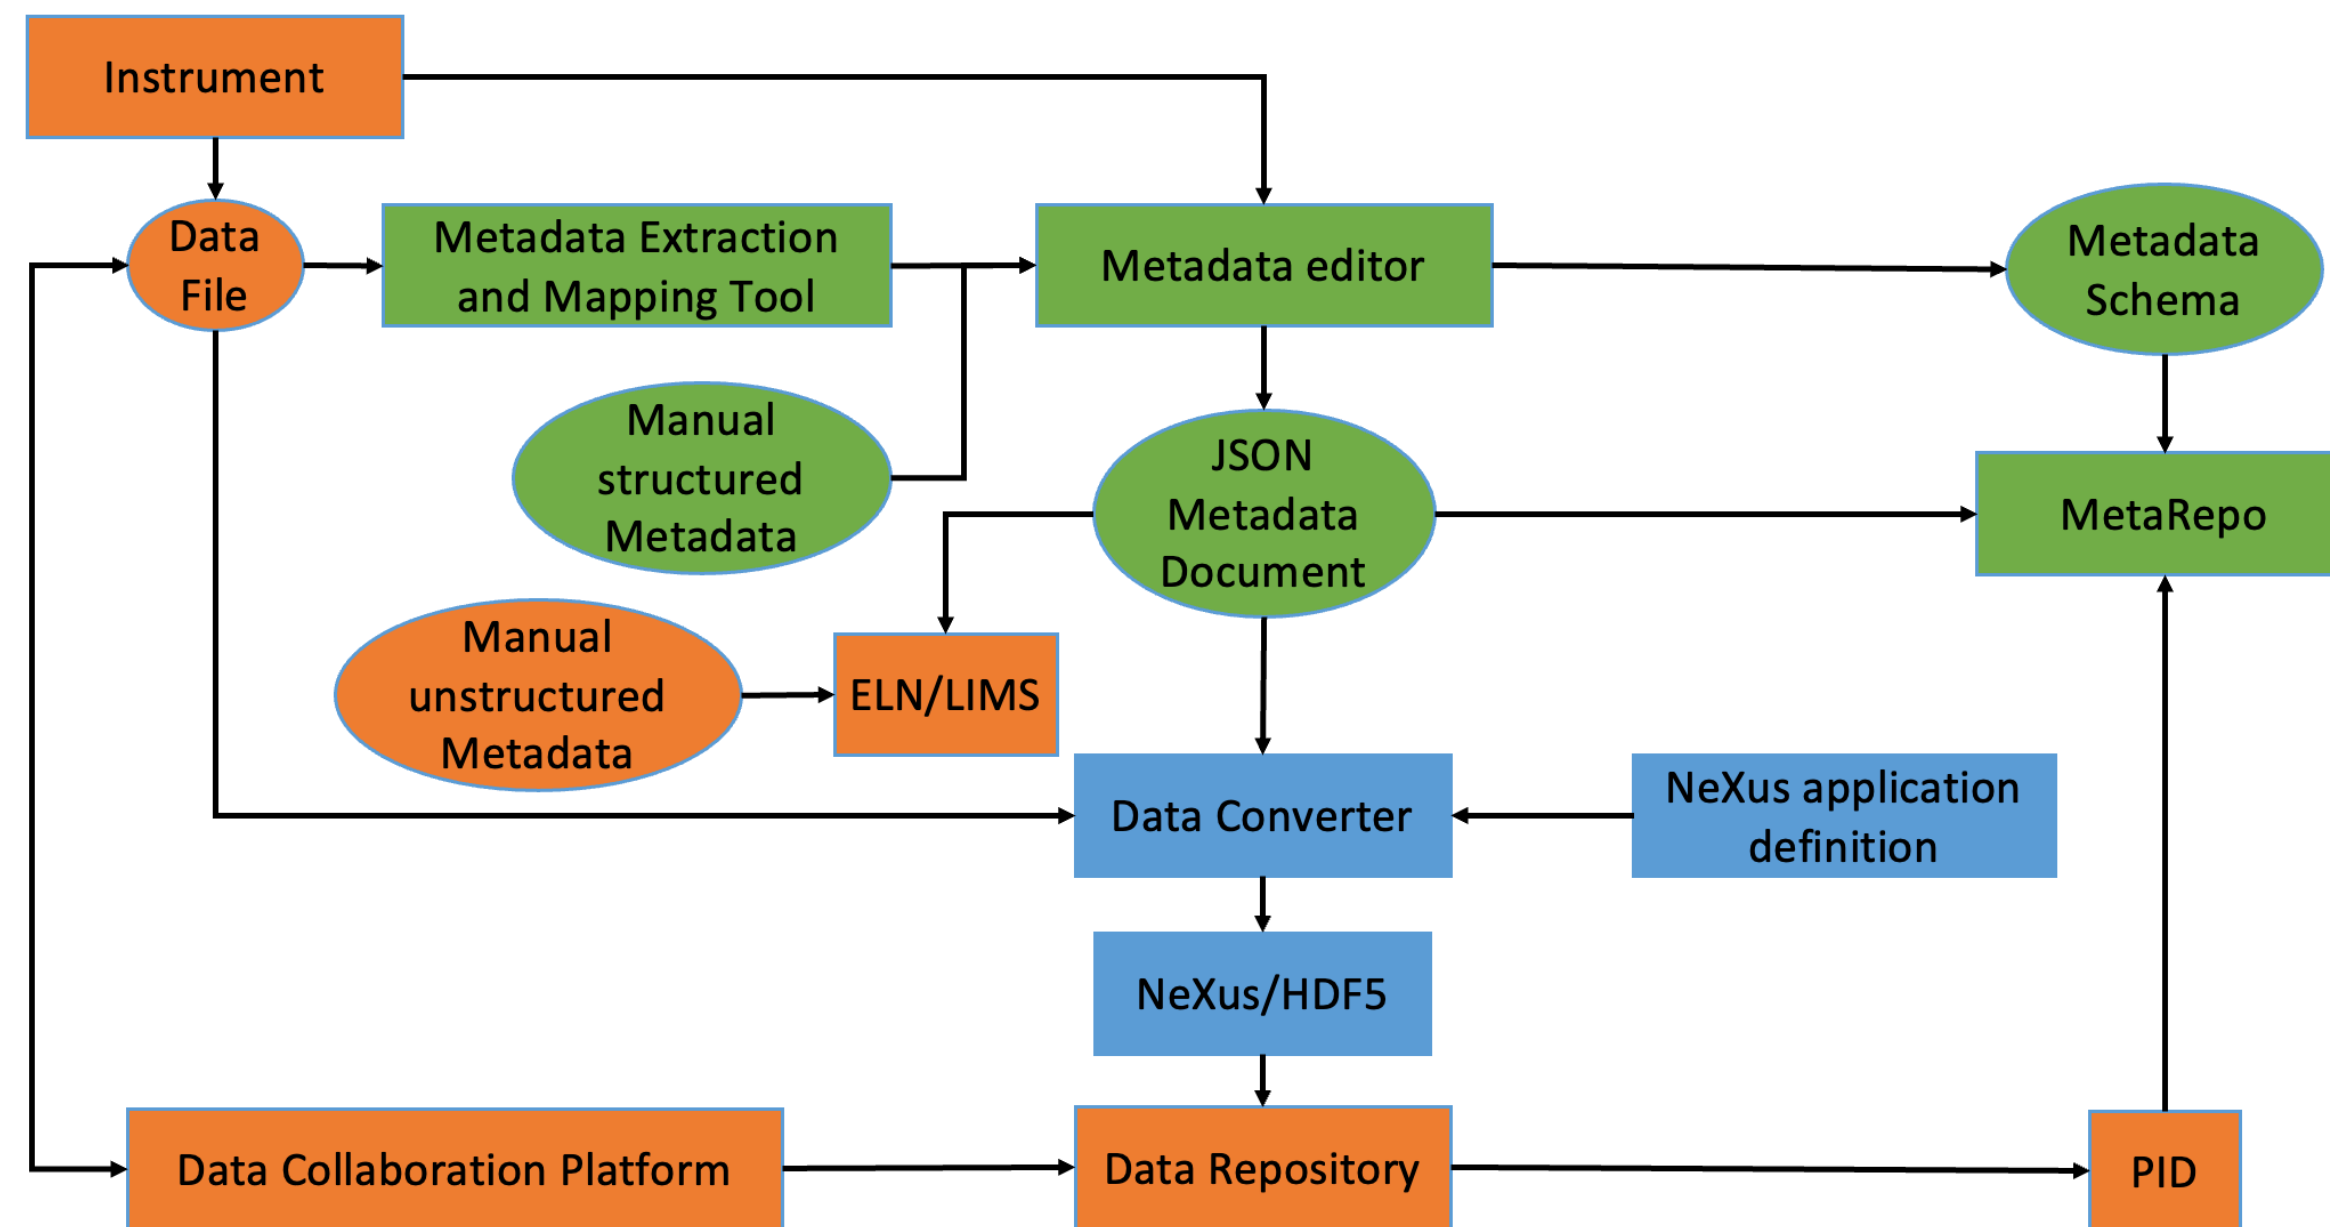 Instrument
Data
File
Metadata Extraction
and Mapping Tool
Metadata editor
Metadata
Schema
Manual
structured
Metadata
JSON
Metadata
Document
MetaRepo
Manual
unstructured
Metadata
ELN/LIMS
Data Converter
NeXus application
definition
NeXus/HDF5
Data Collaboration Platform
Data Repository
PID